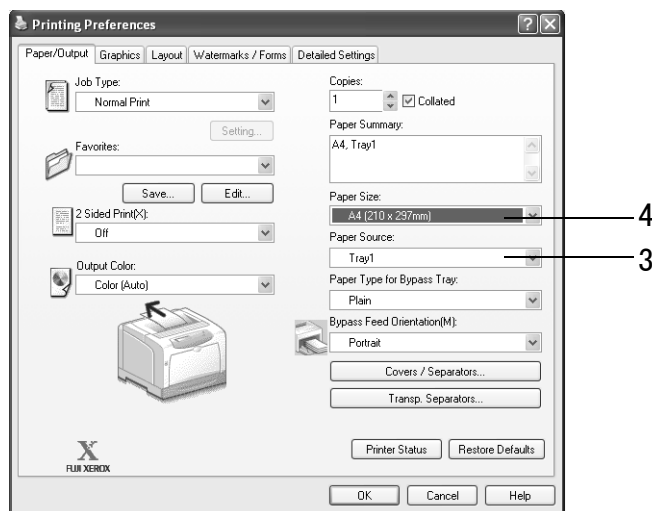 Printing Preferences
Paper/Output Graphics Layout Watermarks / Forms Detailed Settings
Job Type:
Normal Print
Setting...
Favorites:
Save... Edit...
2 Sided Print(X):
Off
Output Color:
Color (Auto)
FUJI XEROX
Copies:
1 Collated
Paper Summary:
A4, Tray1
Paper Size:
A4 (210 x 297mm) 4
Paper Source:
Tray1 3
Paper Type for Bypass Tray:
Plain
Bypass Feed Orientation(M):
Portrait
Covers / Separators...
Transp. Separators...
Printer Status Restore Defaults
OK Cancel Help